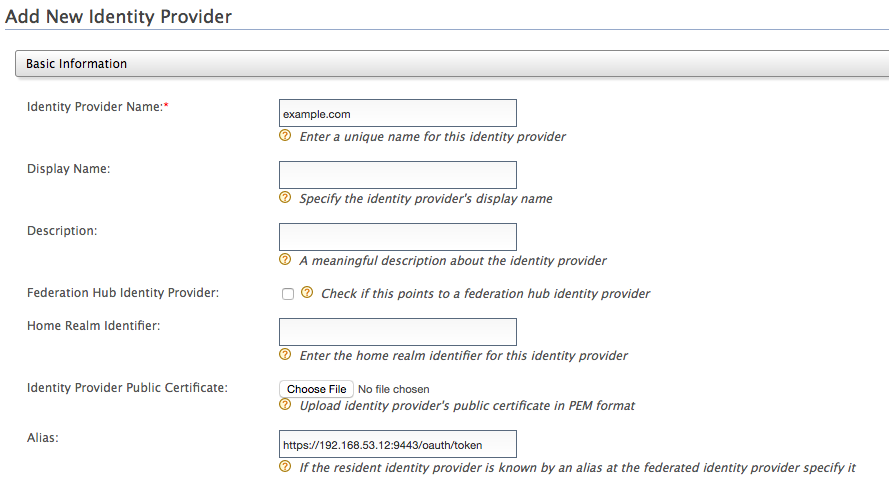 Add New Identity Provider
Basic Information
Identity Provider Name:*
example.com
? Enter a unique name for this identity provider
Display Name:
? Specify the identity provider's display name
Description:
? A meaningful description about the identity provider
Federation Hub Identity Provider:
? Check if this points to a federation hub identity provider
Home Realm Identifier:
? Enter the home realm identifier for this identity provider
Identity Provider Public Certificate:
Choose File No file chosen
? Upload identity provider's public certificate in PEM format
Alias:
https://192.168.53.12:9443/oauth/token
? If the resident identity provider is known by an alias at the federated identity provider specify it